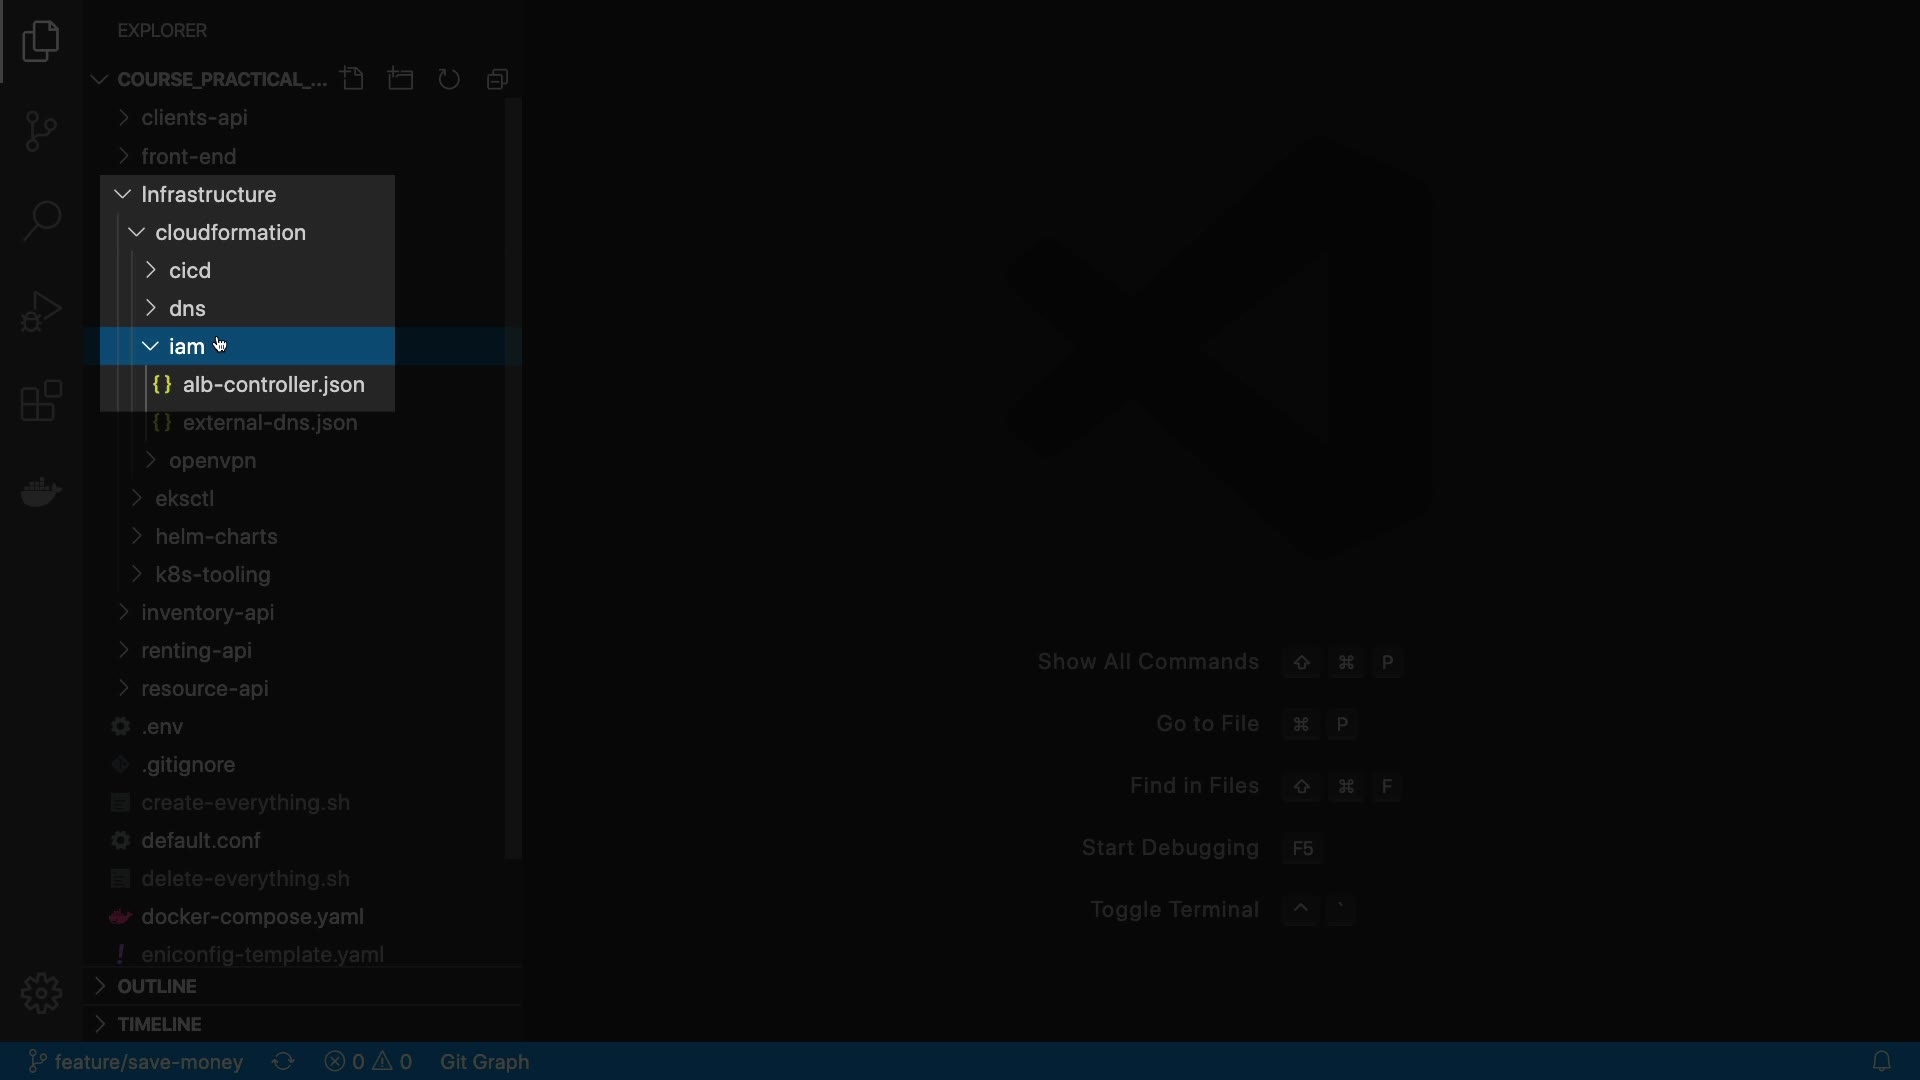 EXPLORER
COURSE_PRACTICAL_...
clients-api
front-end
Infrastructure
cloudformation
cicd
dns
iam
{} alb-controller.json
{} external-dns.json
openvpn
eksctl
helm-charts
k8s-tooling
inventory-api
renting-api
resource-api
.env
.gitignore
create-everything.sh
default.conf
delete-everything.sh
docker-compose.yaml
! eniconfig-template.yaml
OUTLINE
TIMELINE
Show All Commands ⇧ ⌘ P
Go to File ⌘ P
Find in Files ⇧ ⌘ F
Start Debugging F5
Toggle Terminal ^ `
feature/save-money 0 0 Git Graph